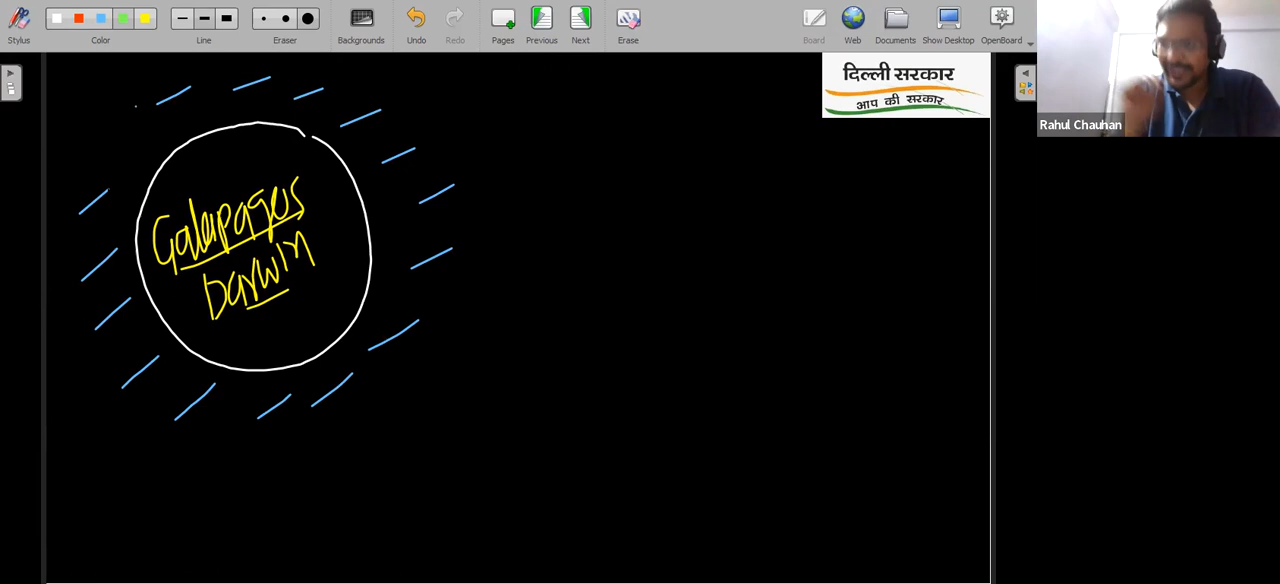 Stylus
Color
Line
Eraser
Backgrounds
Undo
Redo
Pages
Previous
Next
Erase
Board
Web
Documents
Show Desktop
OpenBoard
दिल्ली सरकार
आप की सरकार
Rahul Chauhan
Galapagus
Darwin